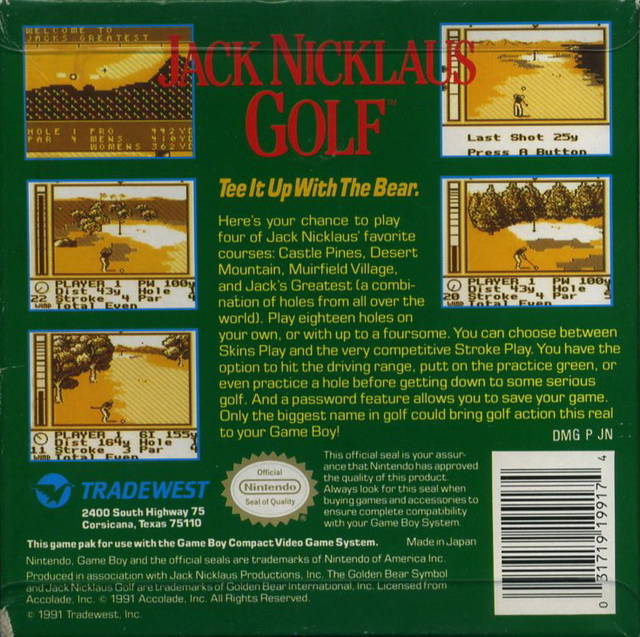 WELCOME TO
JACKS GREATEST
HOLE 1 PRO 442YD
PAR 4 MENS 410YD
WOMENS 362YD
JACK NICKLAUS
GOLF™
Last Shot 25y
Press A Button
Tee It Up With The Bear.
Here's your chance to play
four of Jack Nicklaus' favorite
courses: Castle Pines, Desert
Mountain, Muirfield Village,
and Jack's Greatest (a combi-
nation of holes from all over the
world). Play eighteen holes on
your own, or with up to a foursome. You can choose between
Skins Play and the very competitive Stroke Play. You have the
option to hit the driving range, putt on the practice green, or
even practice a hole before getting down to some serious
golf. And a password feature allows you to save your game.
Only the biggest name in golf could bring golf action this real
to your Game Boy!
PLAYER 1 PW 100y
Dist 43y Hole
22 Stroke 4 Par
WIND Total Even
PLAYER 1 PW 100y
Dist 43y Hole
20 Stroke 4 Par 5
WIND Total Even
PLAYER 4 6I 155y
Dist 164y Hole
11 Stroke 3 Par 4
WIND Total Even
DMG P JN
TRADEWEST
2400 South Highway 75
Corsicana, Texas 75110
Official
Nintendo
Seal of Quality
®
This official seal is your assur-
ance that Nintendo has approved
the quality of this product.
Always look for this seal when
buying games and accessories to
ensure complete compatibility
with your Game Boy System.
This game pak for use with the Game Boy Compact Video Game System. Made in Japan
Nintendo, Game Boy and the official seals are trademarks of Nintendo of America Inc.
Produced in association with Jack Nicklaus Productions, Inc. The Golden Bear Symbol
and Jack Nicklaus Golf are trademarks of Golden Bear International, Inc. Licensed from
Accolade, Inc. © 1991 Accolade, Inc. All Rights Reserved.
© 1991 Tradewest, Inc.
0 31719 19917 4